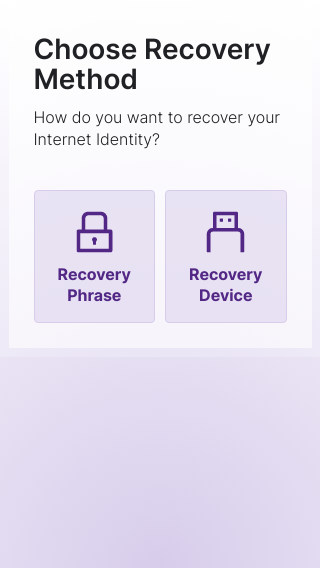 Choose Recovery
Method
How do you want to recover your
Internet Identity?
Recovery
Phrase
Recovery
Device